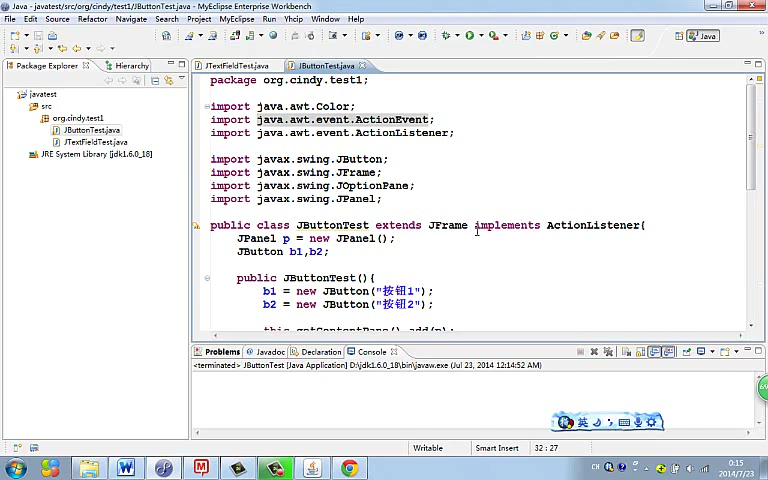 Java - javatest/src/org/cindy/test1/JButtonTest.java - MyEclipse Enterprise Workbench
File Edit Source Refactor Navigate Search Project MyEclipse Run Yhcip Window Help
Java
Package Explorer Hierarchy
javatest
src
org.cindy.test1
JButtonTest.java
JTextFieldTest.java
JRE System Library [jdk1.6.0_18]
JTextFieldTest.java JButtonTest.java
package org.cindy.test1;
import java.awt.Color;
import java.awt.event.ActionEvent;
import java.awt.event.ActionListener;
import javax.swing.JButton;
import javax.swing.JFrame;
import javax.swing.JOptionPane;
import javax.swing.JPanel;
public class JButtonTest extends JFrame implements ActionListener{
JPanel p = new JPanel();
JButton b1,b2;
public JButtonTest(){
b1 = new JButton("按钮1");
b2 = new JButton("按钮2");
this.getContentPane().add(p);
Problems Javadoc Declaration Console
<terminated> JButtonTest [Java Application] D:\jdk1.6.0_18\bin\javaw.exe (Jul 23, 2014 12:14:52 AM)
英
Writable Smart Insert 32 : 27
CH 0:15
2014/7/23